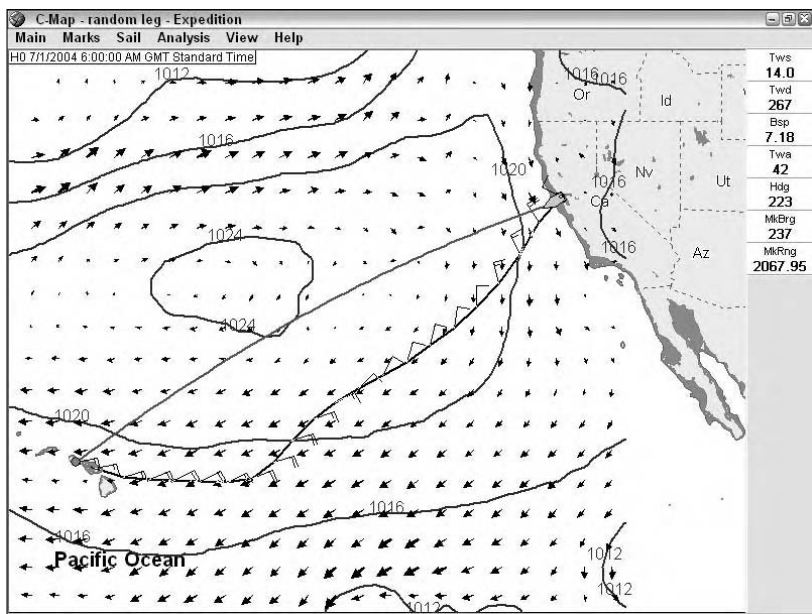 C-Map - random leg - Expedition
Main Marks Sail Analysis View Help
H0 7/1/2004 6:00:00 AM GMT Standard Time
1012
1016
1016
1016
1020
1016
1016
1024
1024
1020
1016
1016
1012
1012
1012
Or
Id
Nv
Ut
Ca
Az
Pacific Ocean
Tws
14.0
Twd
267
Bsp
7.18
Twa
42
Hdg
223
MkBrg
237
MkRng
2067.95